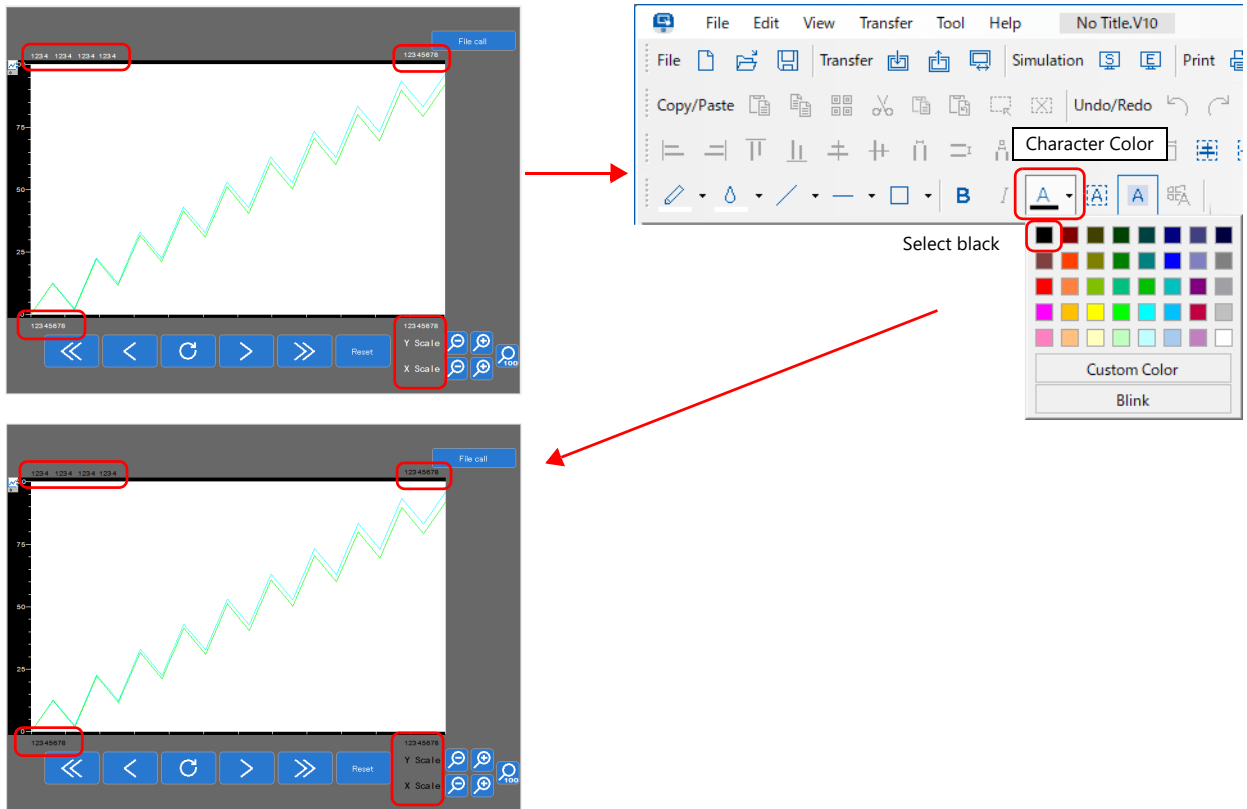 File call
1234 1234 1234 1234
12345678
0
75
50
25
0
12345678
12345678
Reset
Y Scale
X Scale
100
File Edit View Transfer Tool Help No Title.V10
File Transfer Simulation S E Print
Copy/Paste Undo/Redo
Character Color
B I A A A
Select black
Custom Color
Blink
File call
1234 1234 1234 1234
12345678
0
75
50
25
0
12345678
12345678
Reset
Y Scale
X Scale
100